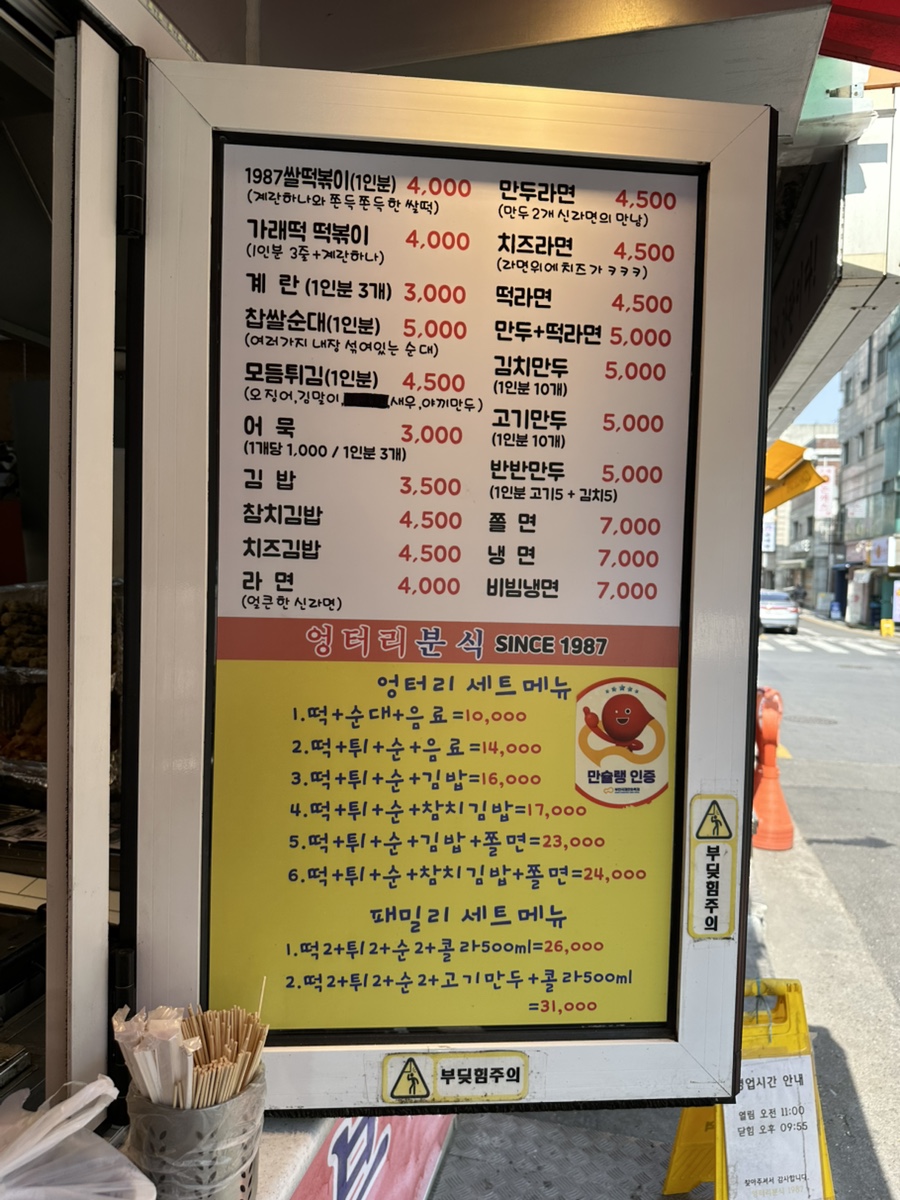 1987쌀떡볶이(1인분) 4,000
(계란하나와 쫀득쫀득한 쌀떡)
가래떡 떡볶이 4,000
(1인분 3줄+계란하나)
계 란 (1인분 3개) 3,000
찹쌀순대(1인분) 5,000
(여러가지 내장 섞여있는 순대)
모듬튀김(1인분) 4,500
(오징어,김말이, ,새우,야끼만두)
어 묵 3,000
(1개당 1,000 / 1인분 3개)
김 밥 3,500
참치김밥 4,500
치즈김밥 4,500
라 면 4,000
(얼큰한 신라면)
만두라면 4,500
(만두 2개 신라면의 만남)
치즈라면 4,500
(라면위에 치즈가 ㅋㅋㅋ)
떡라면 4,500
만두+떡라면 5,000
김치만두 5,000
(1인분 10개)
고기만두 5,000
(1인분 10개)
반반만두 5,000
(1인분 고기5 + 김치5)
쫄 면 7,000
냉 면 7,000
비빔냉면 7,000
엉터리분식 SINCE 1987
엉터리 세트메뉴
1.떡+순대+음료=10,000
2.떡+튀+순+음료=14,000
3.떡+튀+순+김밥=16,000
4.떡+튀+순+참치김밥=17,000
5.떡+튀+순+김밥+쫄면=23,000
6.떡+튀+순+참치김밥+쫄면=24,000
만슐랭 인증
패밀리 세트메뉴
1.떡2+튀2+순2+콜라500ml=26,000
2.떡2+튀2+순2+고기만두+콜라500ml
=31,000
부딪힘주의
부딪힘주의
영업시간 안내
열림 오전 11:00
닫힘 오후 09:55
찾아주셔서 감사합니다.